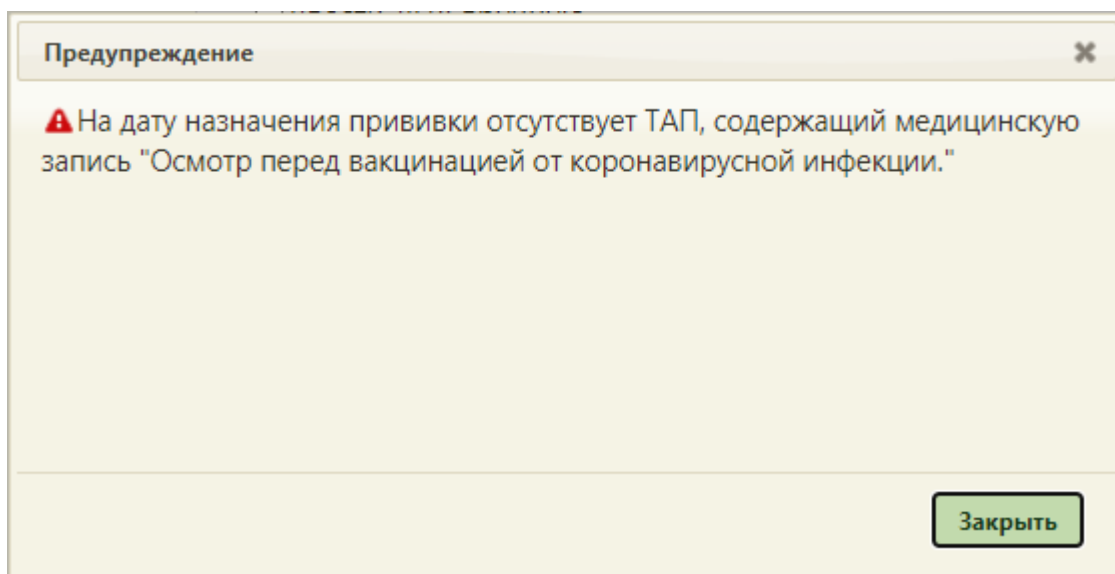 Предупреждение
На дату назначения прививки отсутствует ТАП, содержащий медицинскую
запись "Осмотр перед вакцинацией от коронавирусной инфекции."
Закрыть